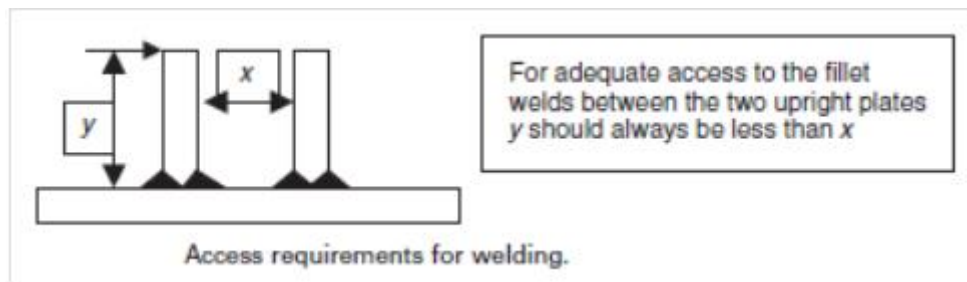 x
y
For adequate access to the fillet
welds between the two upright plates
y should always be less than x
Access requirements for welding.